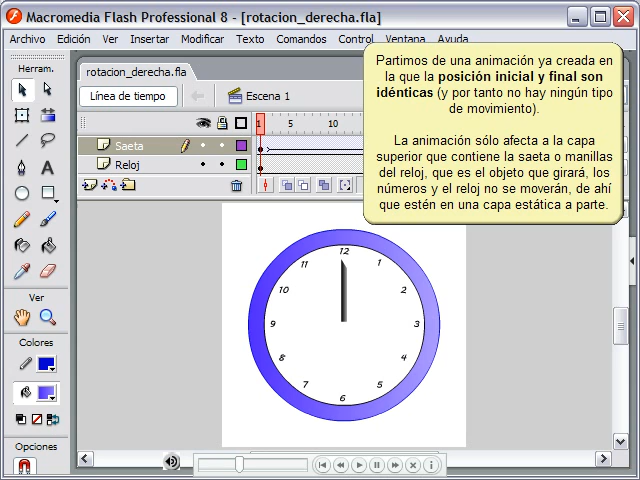 Macromedia Flash Professional 8 - [rotacion_derecha.fla]
Archivo Edición Ver Insertar Modificar Texto Comandos Control Ventana Ayuda
Herram.
rotacion_derecha.fla
Línea de tiempo
Escena 1
1 5 10
Saeta
Reloj
Partimos de una animación ya creada en
la que la posición inicial y final son
idénticas (y por tanto no hay ningún tipo
de movimiento).
La animación sólo afecta a la capa
superior que contiene la saeta o manillas
del reloj, que es el objeto que girará, los
números y el reloj no se moverán, de ahí
que estén en una capa estática a parte.
Ver
Colores
Opciones
12
11 1
10 2
9 3
8 4
7 5
6